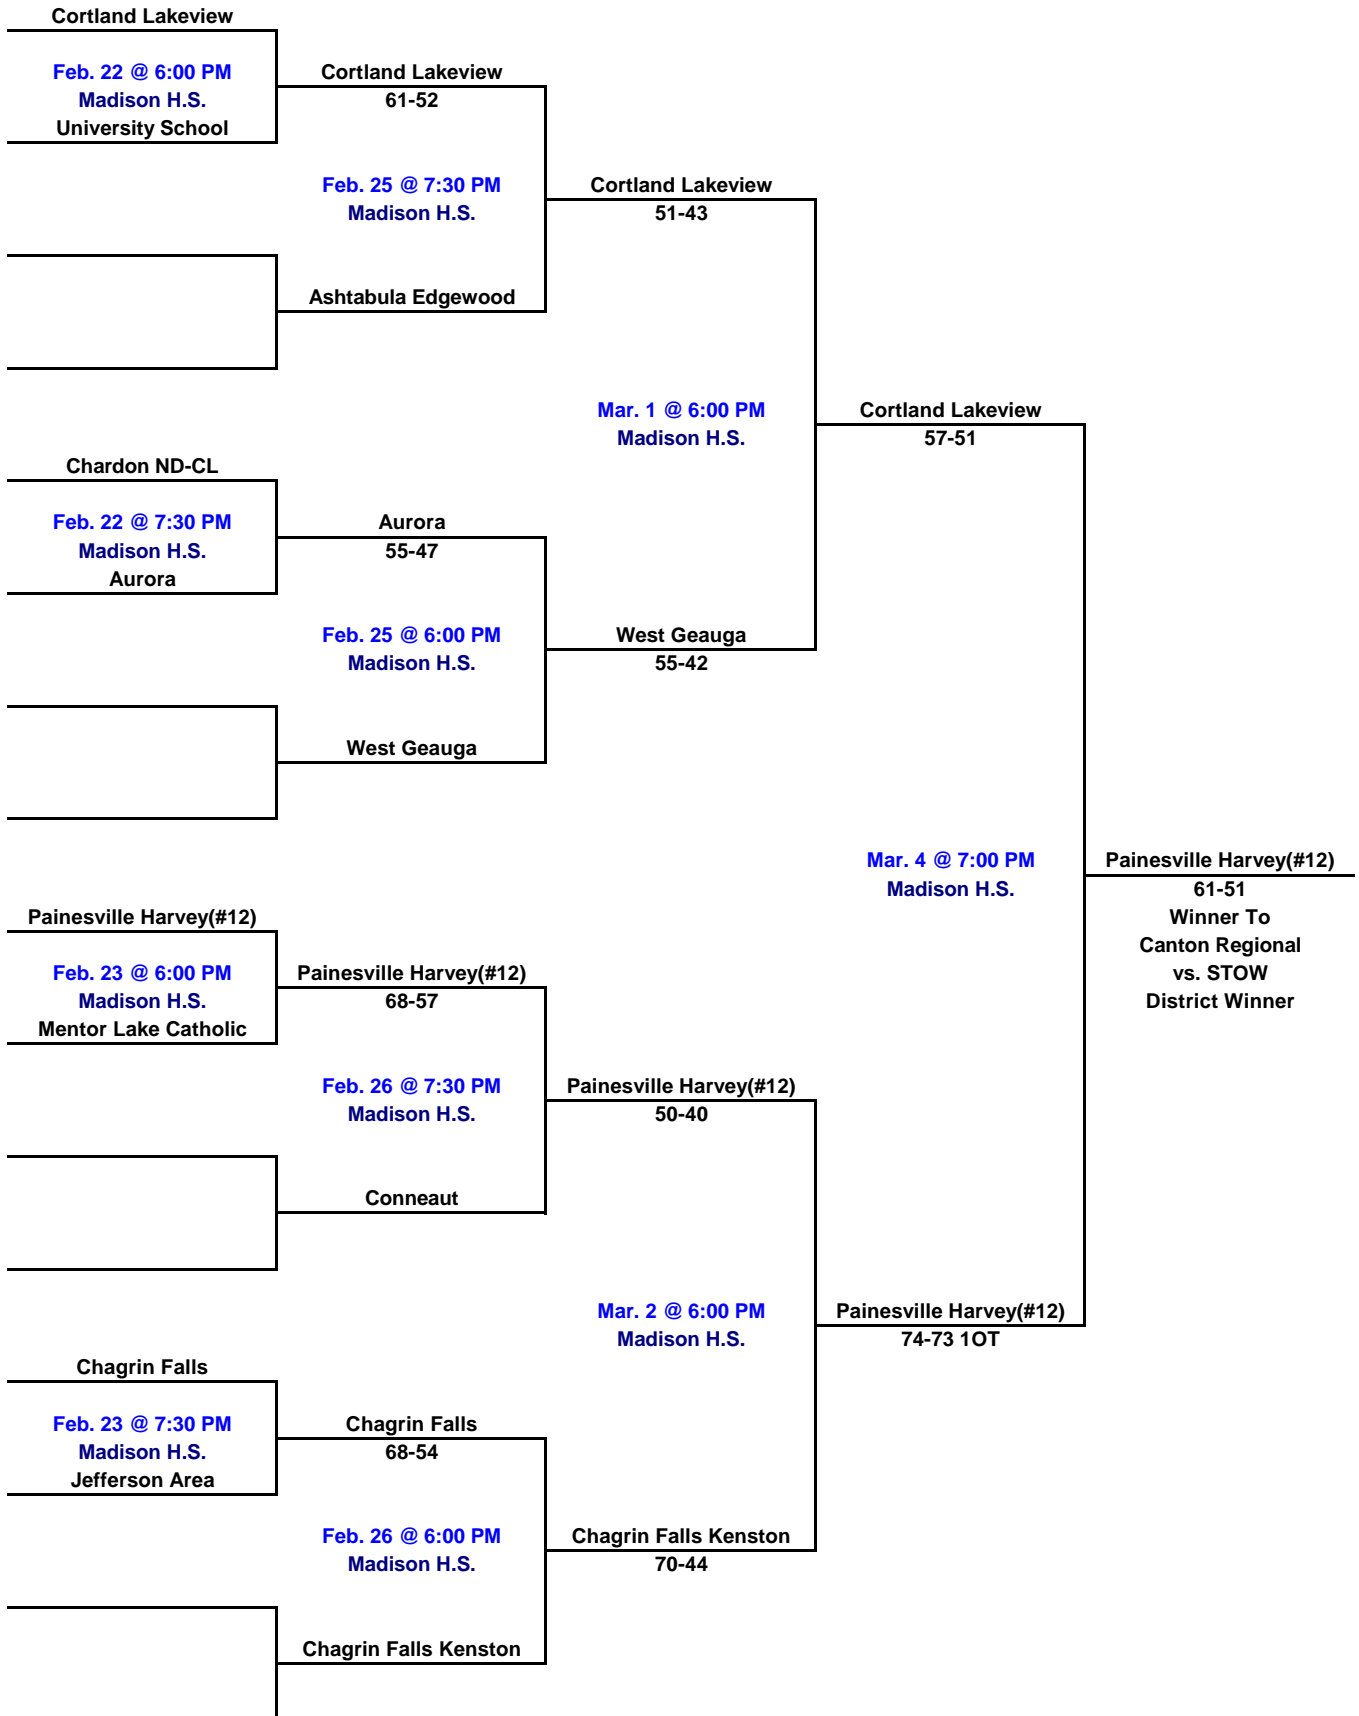 Cortland Lakeview
Feb. 22 @ 6:00 PM
Madison H.S.
University School
Cortland Lakeview
61-52
Feb. 25 @ 7:30 PM
Madison H.S.
Ashtabula Edgewood
Cortland Lakeview
51-43
Chardon ND-CL
Feb. 22 @ 7:30 PM
Madison H.S.
Aurora
Aurora
55-47
Feb. 25 @ 6:00 PM
Madison H.S.
West Geauga
West Geauga
55-42
Mar. 1 @ 6:00 PM
Madison H.S.
Cortland Lakeview
57-51
Painesville Harvey(#12)
Feb. 23 @ 6:00 PM
Madison H.S.
Mentor Lake Catholic
Painesville Harvey(#12)
68-57
Feb. 26 @ 7:30 PM
Madison H.S.
Conneaut
Painesville Harvey(#12)
50-40
Chagrin Falls
Feb. 23 @ 7:30 PM
Madison H.S.
Jefferson Area
Chagrin Falls
68-54
Feb. 26 @ 6:00 PM
Madison H.S.
Chagrin Falls Kenston
Chagrin Falls Kenston
70-44
Mar. 2 @ 6:00 PM
Madison H.S.
Painesville Harvey(#12)
74-73 1OT
Mar. 4 @ 7:00 PM
Madison H.S.
Painesville Harvey(#12)
61-51
Winner To
Canton Regional
vs. STOW
District Winner